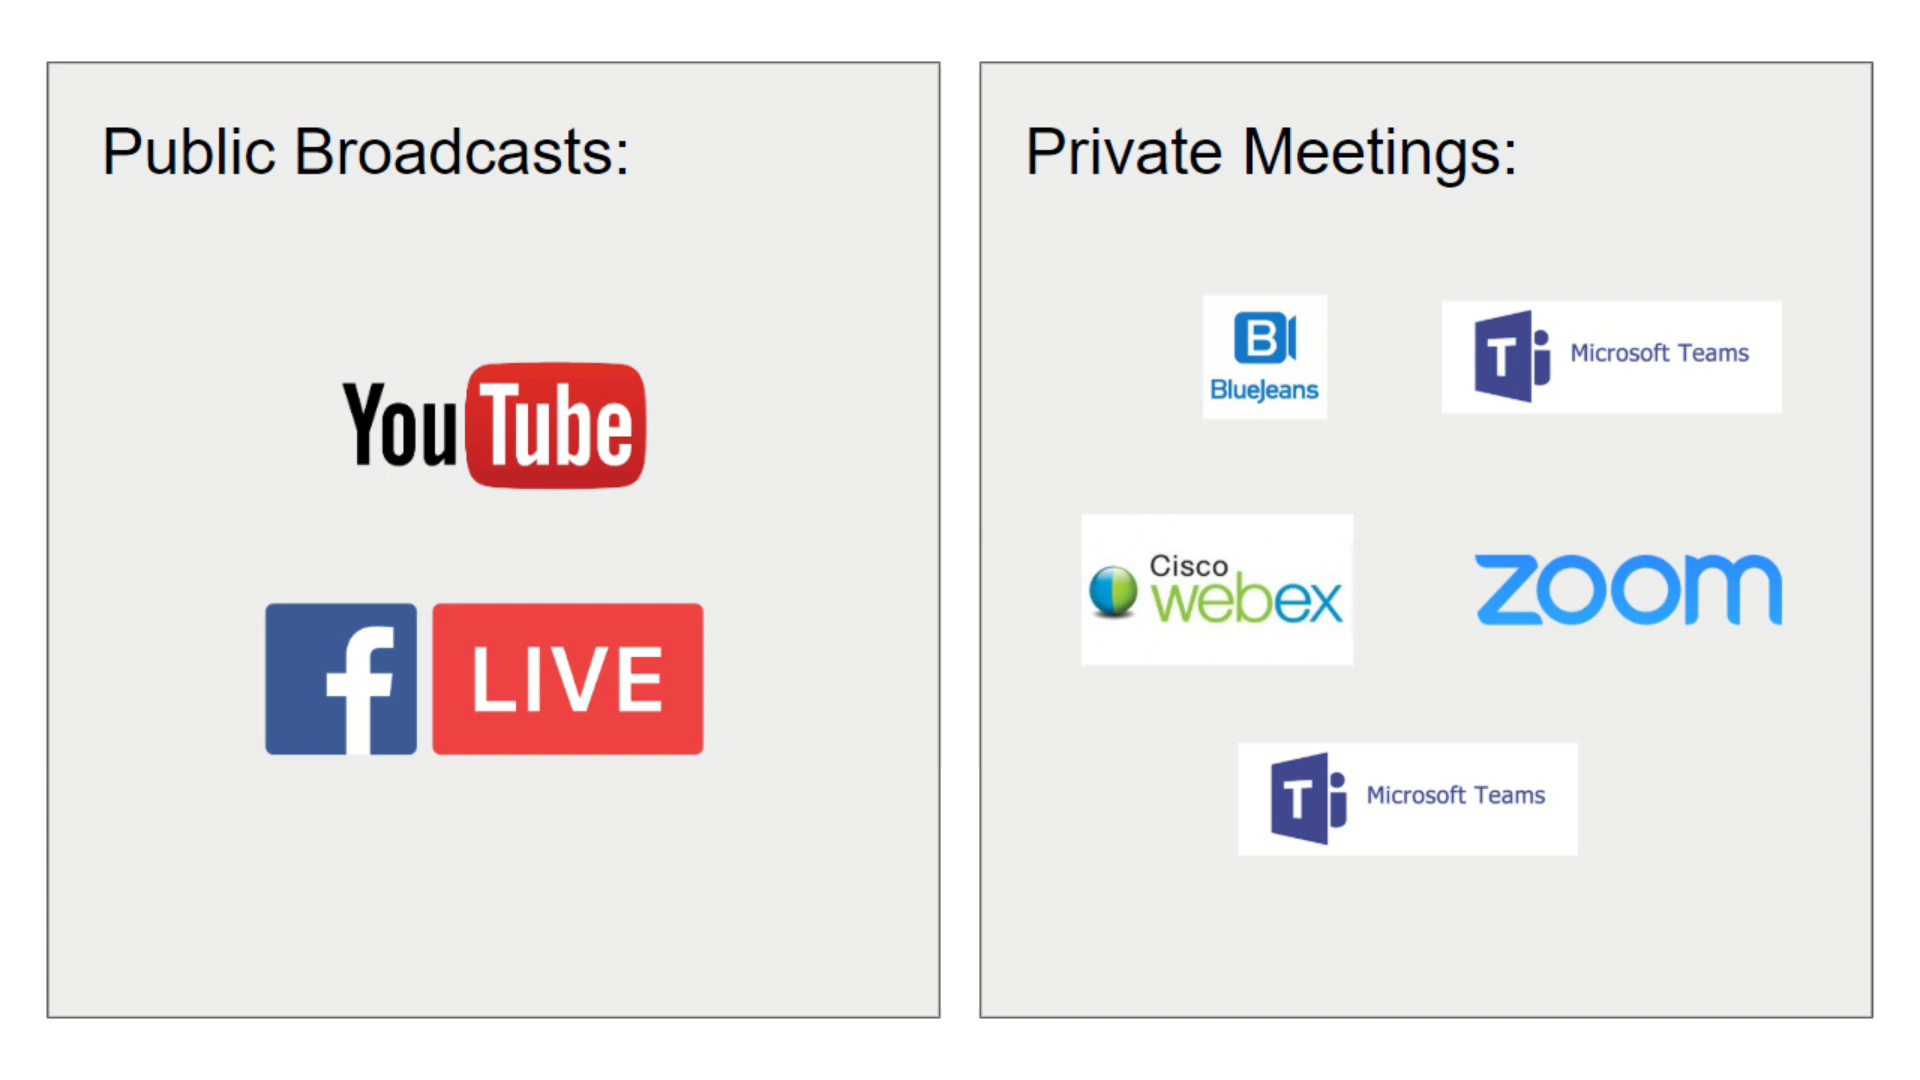 Public Broadcasts:
YouTube
f LIVE
Private Meetings:
B
BlueJeans
T Microsoft Teams
Cisco
webex
zoom
T Microsoft Teams